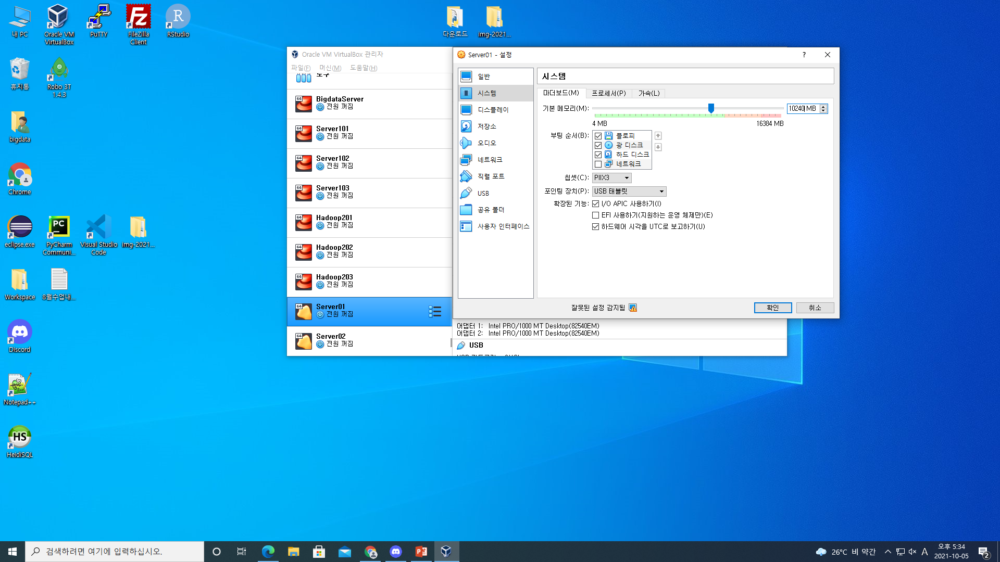 내 PC
Oracle VM
VirtualBox
PuTTY
FileZilla
Client
RStudio
다운로드
img-2021...
휴지통
Robo 3T
1.4.3
bigdata
Chrome
eclipse.exe
PyCharm
Communi...
Visual Studio
Code
img-2021...
Workspace
8월수업내...
Discord
Notepad++
HeidiSQL
Oracle VM VirtualBox 관리자
파일(F) 머신(M) 도움말(H)
도구
BigdataServer
전원 꺼짐
Server101
전원 꺼짐
Server102
전원 꺼짐
Server103
전원 꺼짐
Hadoop201
전원 꺼짐
Hadoop202
전원 꺼짐
Hadoop203
전원 꺼짐
Server01
전원 꺼짐
Server02
전원 꺼짐
Server01 - 설정
일반
시스템
디스플레이
저장소
오디오
네트워크
직렬 포트
USB
공유 폴더
사용자 인터페이스
시스템
마더보드(M) 프로세서(P) 가속(L)
기본 메모리(M): 10240 MB
4 MB 16384 MB
부팅 순서(B): 플로피
광 디스크
하드 디스크
네트워크
칩셋(C): PIIX3
포인팅 장치(P): USB 태블릿
확장된 기능: I/O APIC 사용하기(I)
EFI 사용하기(지원하는 운영 체제만)(E)
하드웨어 시각을 UTC로 보고하기(U)
잘못된 설정 감지됨
확인 취소
어댑터 1: Intel PRO/1000 MT Desktop(82540EM)
어댑터 2: Intel PRO/1000 MT Desktop(82540EM)
USB
검색하려면 여기에 입력하십시오.
26°C 비 약간
A
오후 5:34
2021-10-05
2